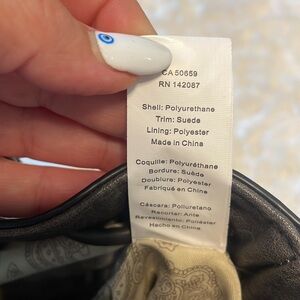 CA 50659
RN 142087
Shell: Polyurethane
Trim: Suede
Lining: Polyester
Made in China
Coquille: Polyuréthane
Bordure: Suède
Doublure: Polyester
Fabriqué en China
Cáscara: Poliuretano
Recortar: Ante
Revestimiento: Poliéster
Hecho en China